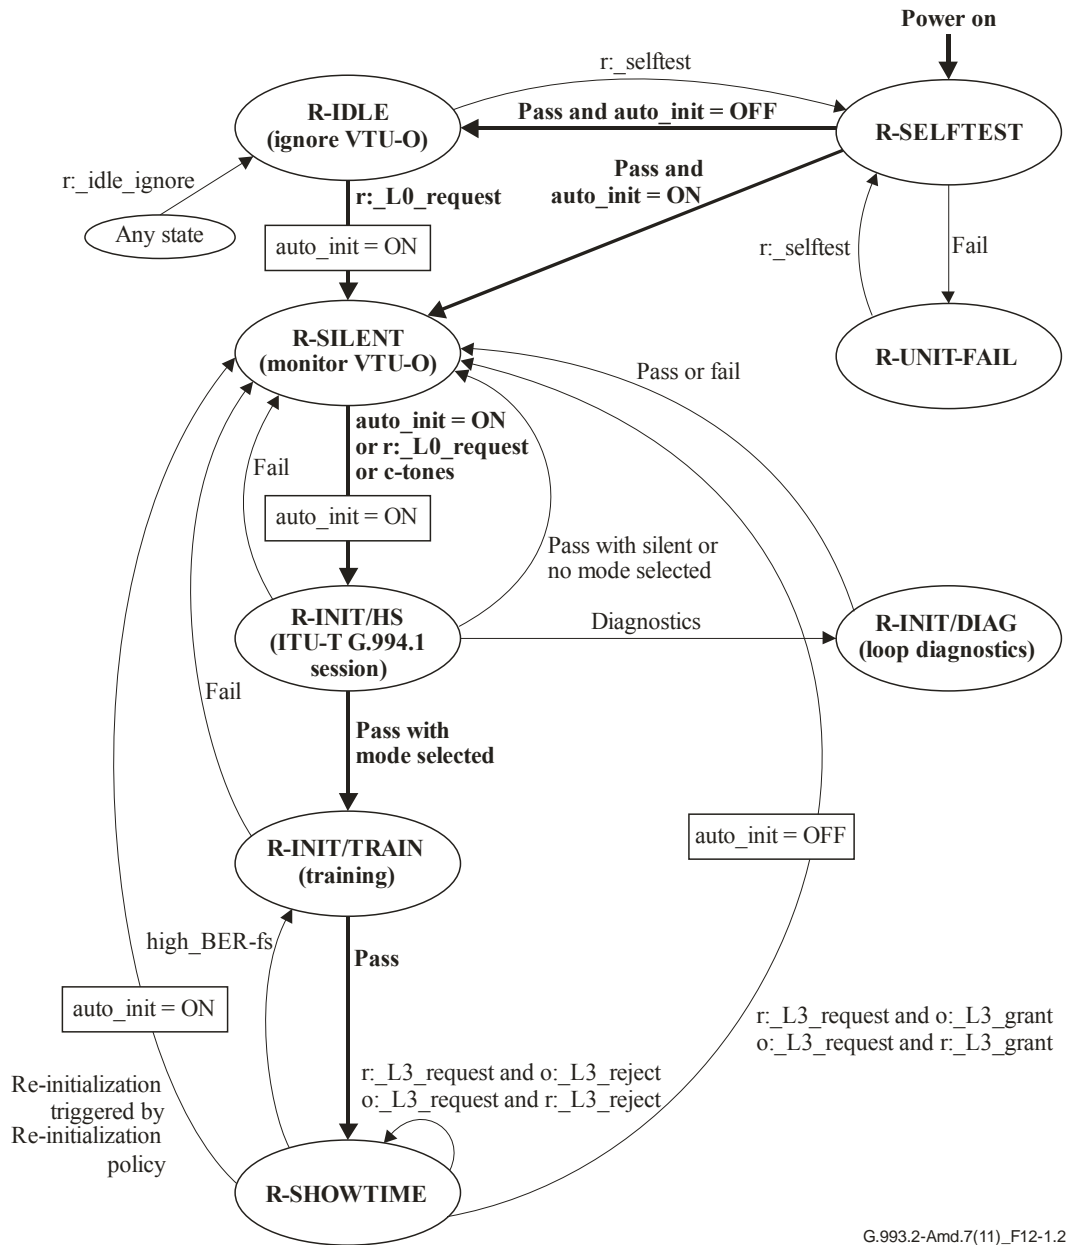 Power on
r:_selftest
R-IDLE
(ignore VTU-O)
Pass and auto_init = OFF
R-SELFTEST
Pass and
auto_init = ON
r:_idle_ignore
r:_L0_request
Any state
auto_init = ON
r:_selftest
Fail
R-SILENT
(monitor VTU-O)
R-UNIT-FAIL
Pass or fail
auto_init = ON
or r:_L0_request
or c-tones
Fail
auto_init = ON
Pass with silent or
no mode selected
R-INIT/HS
(ITU-T G.994.1
session)
Diagnostics
R-INIT/DIAG
(loop diagnostics)
Fail
Pass with
mode selected
auto_init = OFF
R-INIT/TRAIN
(training)
high_BER-fs
Pass
auto_init = ON
r:_L3_request and o:_L3_grant
o:_L3_request and r:_L3_grant
r:_L3_request and o:_L3_reject
o:_L3_request and r:_L3_reject
Re-initialization
triggered by
Re-initialization
policy
R-SHOWTIME
G.993.2-Amd.7(11)_F12-1.2